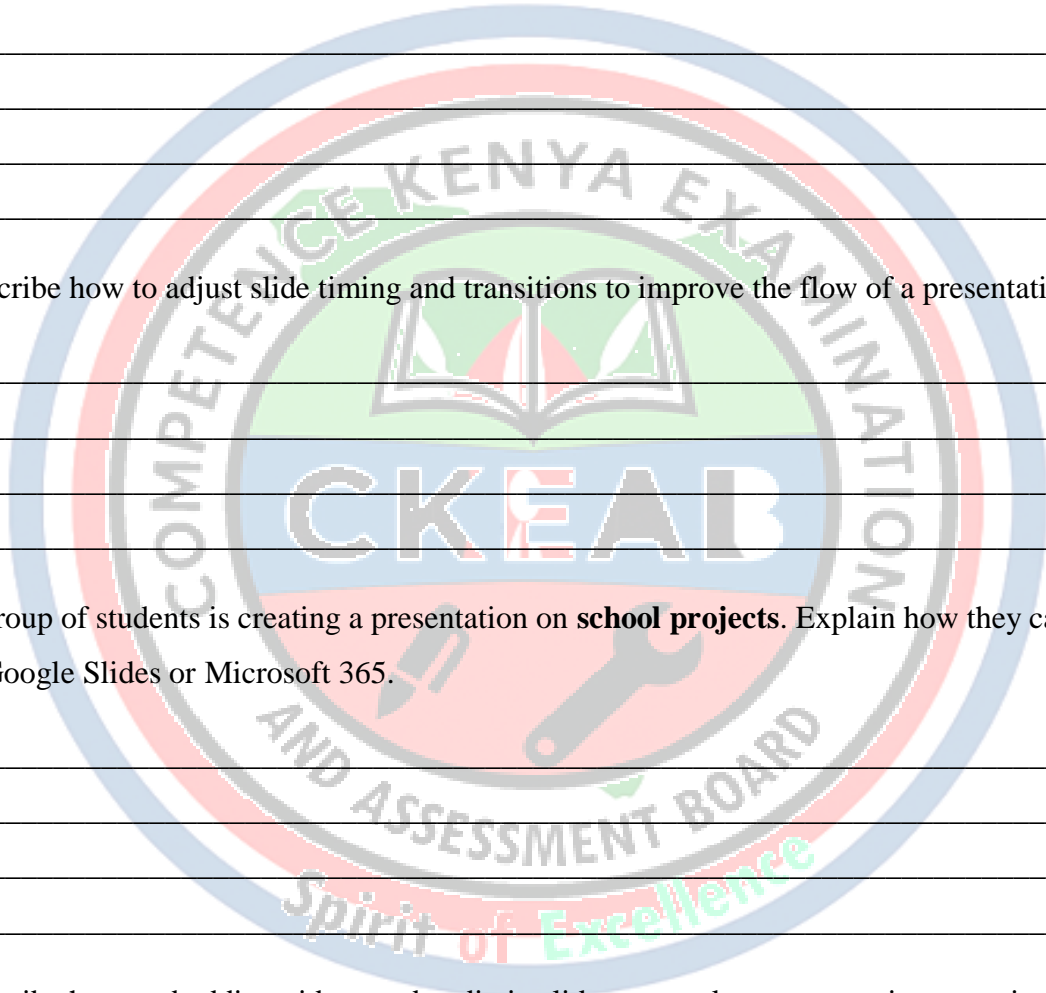 COMPETENCE KENYA EXAMINATION
cribe how to adjust slide timing and transitions to improve the flow of a presentati
CKEAB
roup of students is creating a presentation on school projects. Explain how they ca
Google Slides or Microsoft 365.
AND ASSESSMENT BOARD
Spirit of Excellence